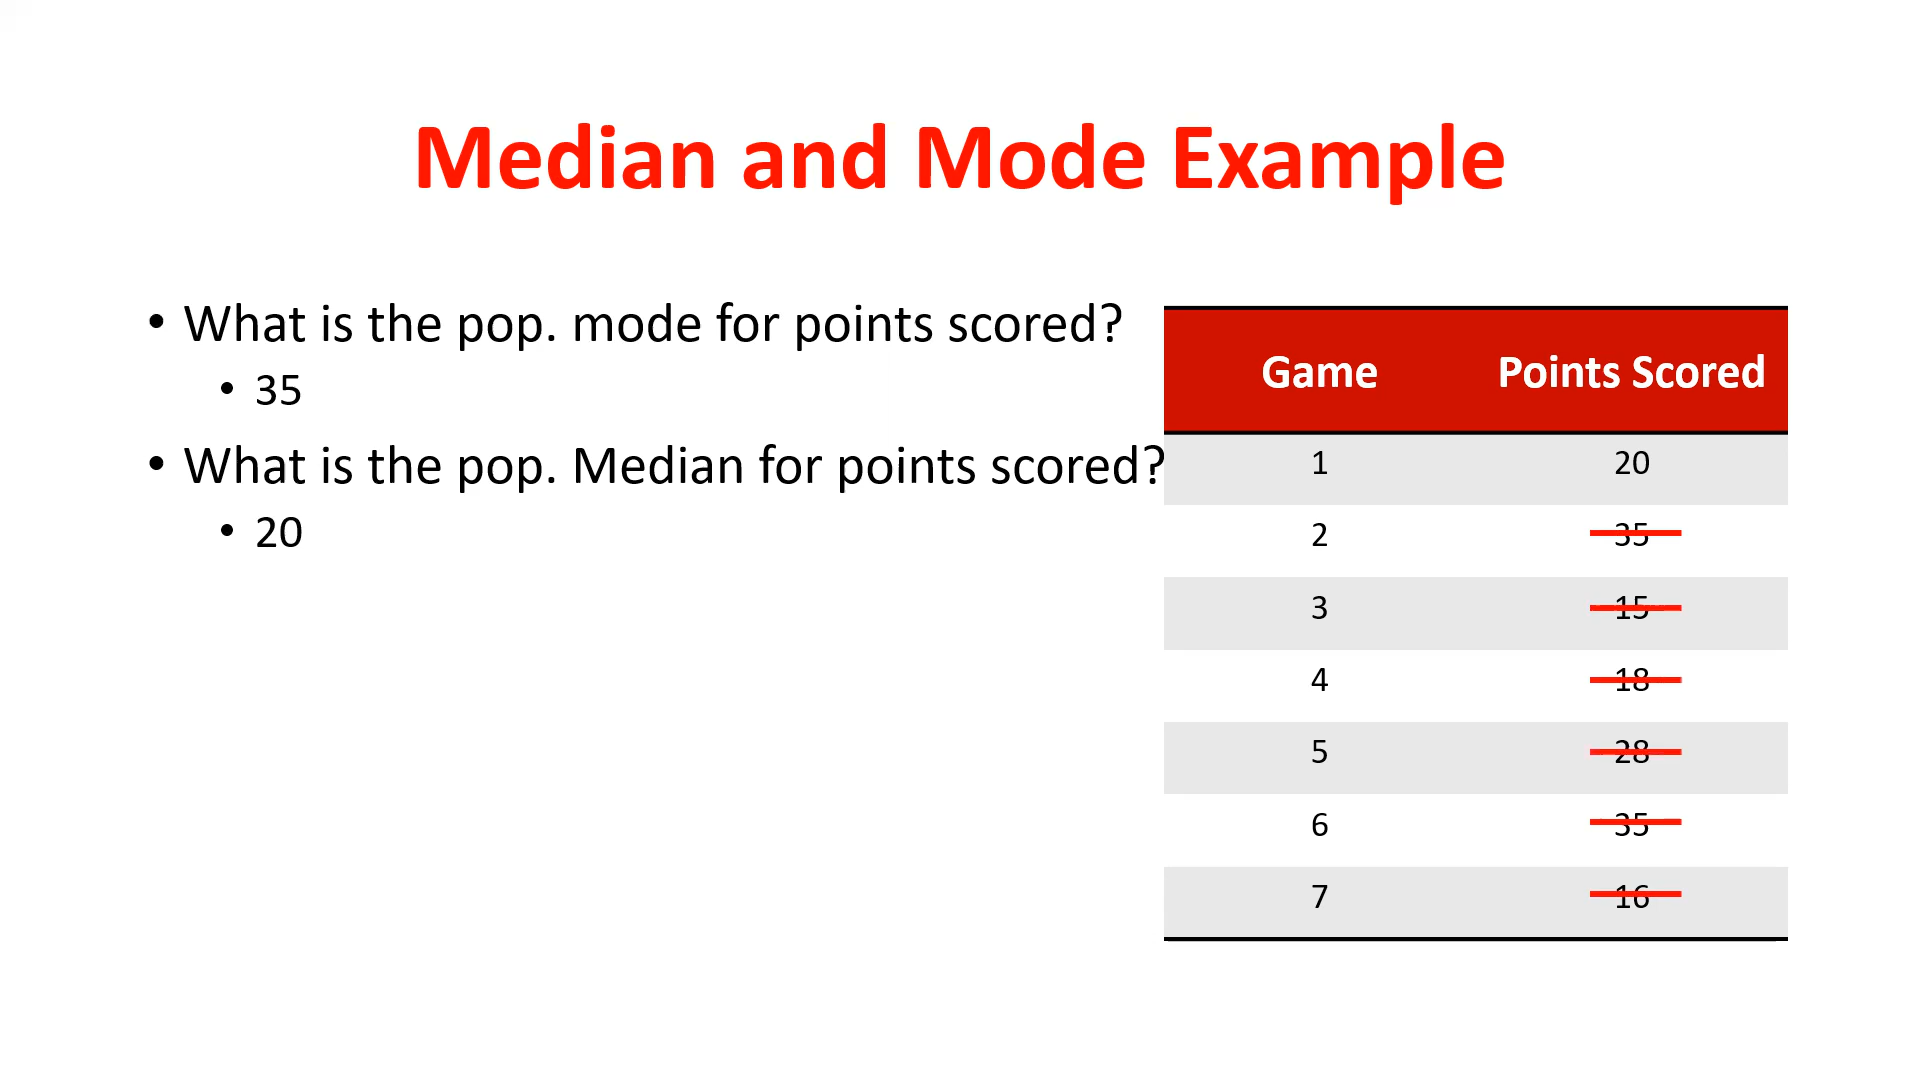 Median and Mode Example
• What is the pop. mode for points scored?
• 35
• What is the pop. Median for points scored?
• 20
Game Points Scored
1 20
2 35
3 15
4 18
5 28
6 35
7 16